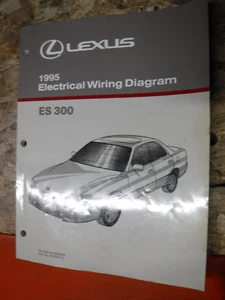 LEXUS
1995
Electrical Wiring Diagram
ES 300